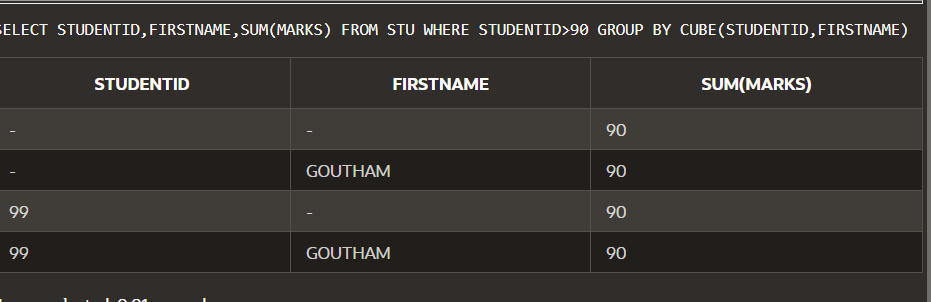 SELECT STUDENTID,FIRSTNAME,SUM(MARKS) FROM STU WHERE STUDENTID>90 GROUP BY CUBE(STUDENTID,FIRSTNAME)
STUDENTID FIRSTNAME SUM(MARKS)
- - 90
- GOUTHAM 90
99 - 90
99 GOUTHAM 90